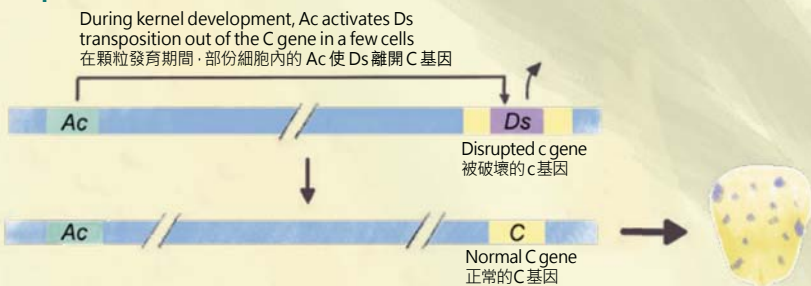 During kernel development, Ac activates Ds
transposition out of the C gene in a few cells
在顆粒發育期間‧部份細胞內的 Ac 使 Ds 離開 C 基因
Ac
Ds
Disrupted c gene
被破壞的c基因
Ac
C
Normal C gene
正常的C基因